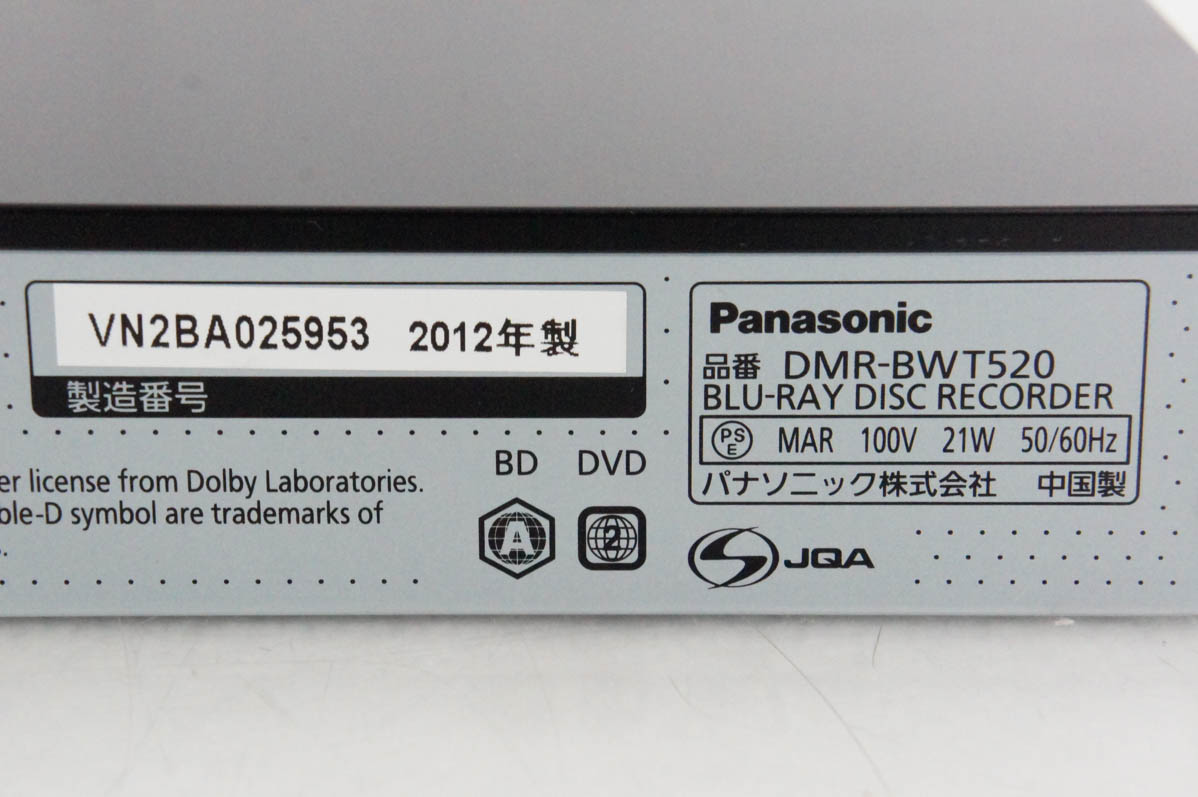 VN2BA025953 2012年製
製造番号
er license from Dolby Laboratories.
ble-D symbol are trademarks of
BD DVD
A 2
Panasonic
品番 DMR-BWT520
BLU-RAY DISC RECORDER
PS E MAR 100V 21W 50/60Hz
パナソニック株式会社 中国製
JQA